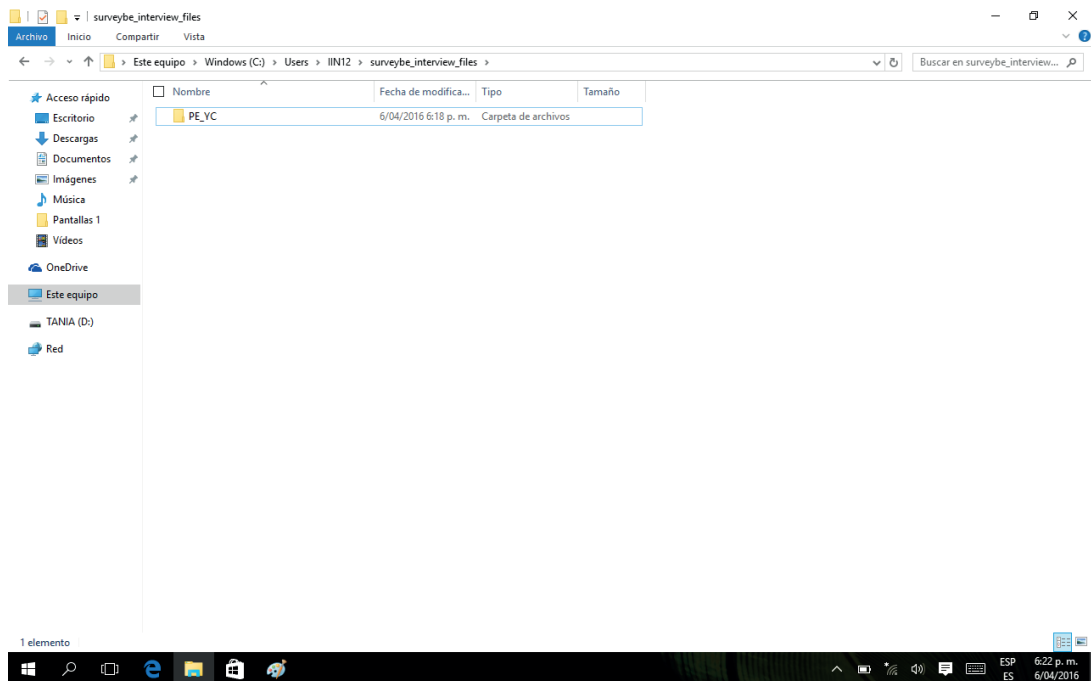 surveybe_interview_files
Archivo Inicio Compartir Vista
Este equipo > Windows (C:) > Users > IIN12 > surveybe_interview_files >
Buscar en surveybe_interview...
Nombre Fecha de modifica... Tipo Tamaño
PE_YC 6/04/2016 6:18 p. m. Carpeta de archivos
Acceso rápido
Escritorio
Descargas
Documentos
Imágenes
Música
Pantallas 1
Vídeos
OneDrive
Este equipo
TANIA (D:)
Red
1 elemento
ESP
ES
6:22 p. m.
6/04/2016